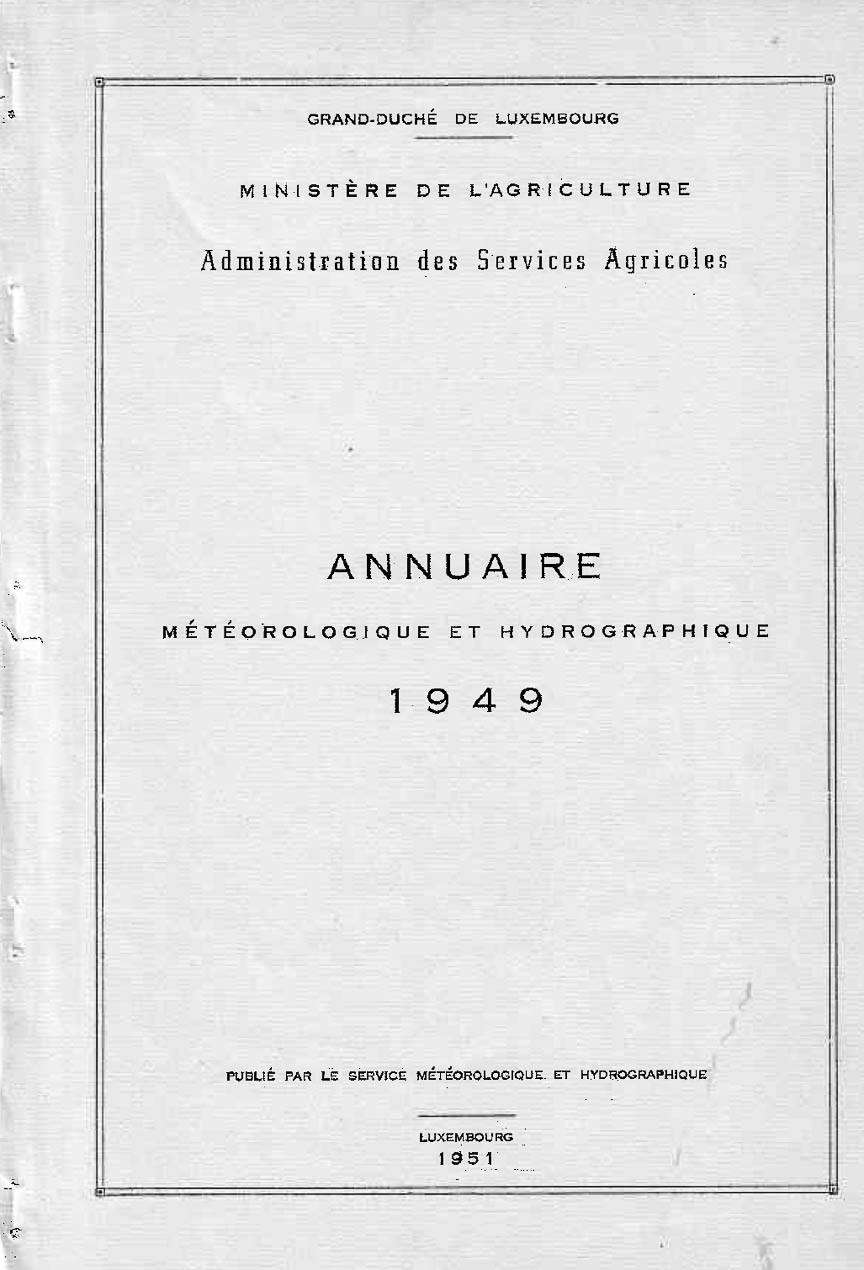 GRAND-DUCHÉ DE LUXEMBOURG
MINISTÈRE DE L'AGRICULTURE
Administration des Services Agricoles
ANNUAIRE
MÉTÉOROLOGIQUE ET HYDROGRAPHIQUE
1949
PUBLIÉ PAR LE SERVICE MÉTÉOROLOGIQUE ET HYDROGRAPHIQUE
LUXEMBOURG
1951